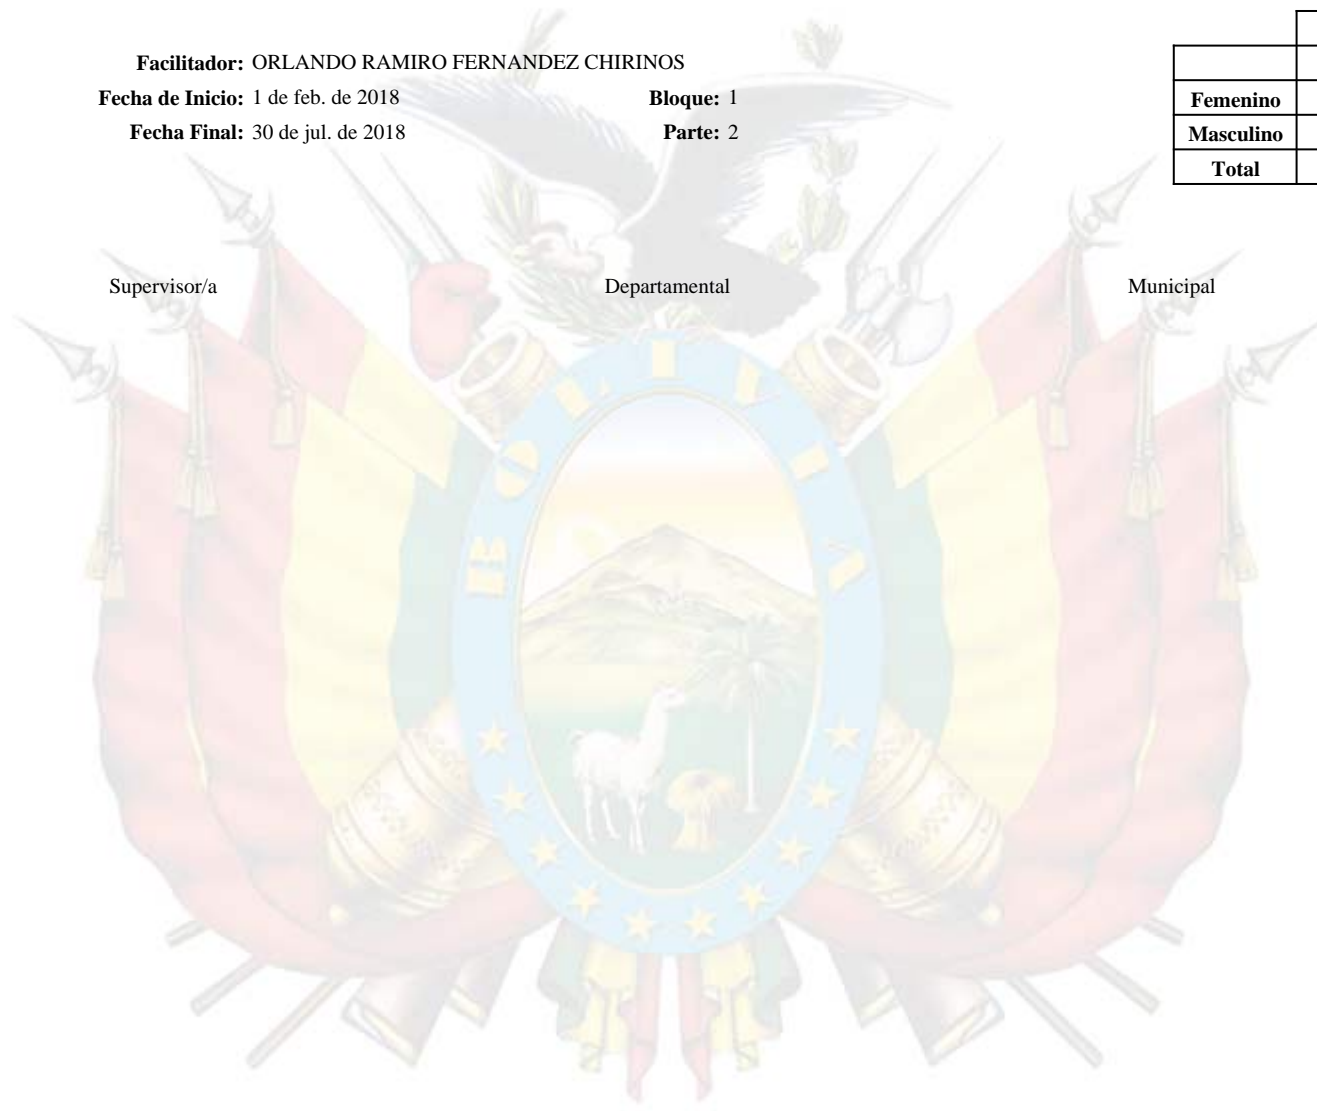 Facilitador: ORLANDO RAMIRO FERNANDEZ CHIRINOS
Fecha de Inicio: 1 de feb. de 2018 Bloque: 1
Fecha Final: 30 de jul. de 2018 Parte: 2
Femenino
Masculino
Total
Supervisor/a Departamental Municipal
BOLIVIA